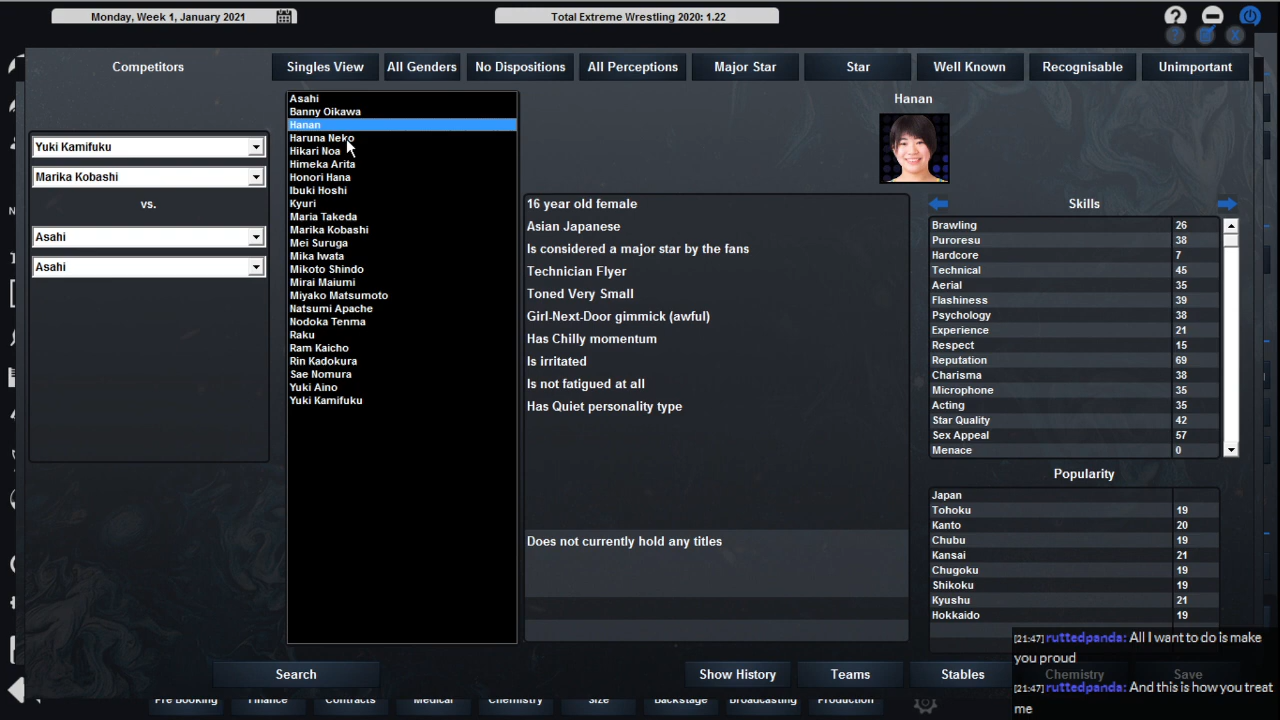 Monday, Week 1, January 2021
Total Extreme Wrestling 2020: 1.22
Competitors
Singles View
All Genders
No Dispositions
All Perceptions
Major Star
Star
Well Known
Recognisable
Unimportant
Yuki Kamifuku
Marika Kobashi
vs.
Asahi
Asahi
Asahi
Banny Oikawa
Hanan
Haruna Neko
Hikari Noa
Himeka Arita
Honori Hana
Ibuki Hoshi
Kyuri
Maria Takeda
Marika Kobashi
Mei Suruga
Mika Iwata
Mikoto Shindo
Mirai Maiumi
Miyako Matsumoto
Natsumi Apache
Nodoka Tenma
Raku
Ram Kaicho
Rin Kadokura
Sae Nomura
Yuki Aino
Yuki Kamifuku
Hanan
16 year old female
Asian Japanese
Is considered a major star by the fans
Technician Flyer
Toned Very Small
Girl-Next-Door gimmick (awful)
Has Chilly momentum
Is irritated
Is not fatigued at all
Has Quiet personality type
Does not currently hold any titles
Skills
Brawling 26
Puroresu 38
Hardcore 7
Technical 45
Aerial 35
Flashiness 39
Psychology 38
Experience 21
Respect 15
Reputation 69
Charisma 38
Microphone 35
Acting 35
Star Quality 42
Sex Appeal 57
Menace 0
Popularity
Japan
Tohoku 19
Kanto 20
Chubu 19
Kansai 21
Chugoku 19
Shikoku 19
Kyushu 21
Hokkaido 19
Search
Show History
Teams
Stables
Chemistry
Save
[21:47] ruttedpanda: All I want to do is make
you proud
[21:47] ruttedpanda: And this is how you treat
me
Pre Booking
Finance
Contracts
Medical
Chemistry
Size
Backstage
Broadcasting
Production